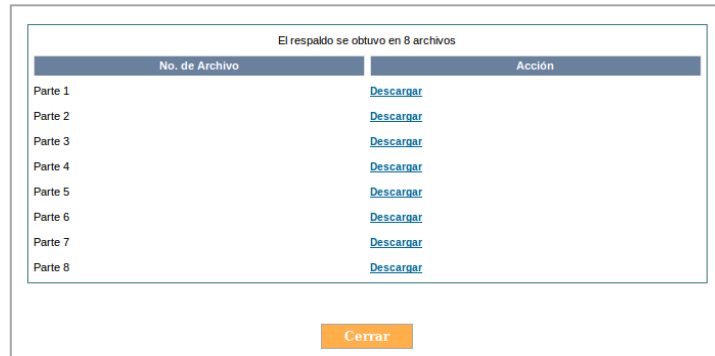 El respaldo se obtuvo en 8 archivos
No. de Archivo Acción
Parte 1 Descargar
Parte 2 Descargar
Parte 3 Descargar
Parte 4 Descargar
Parte 5 Descargar
Parte 6 Descargar
Parte 7 Descargar
Parte 8 Descargar
Cerrar